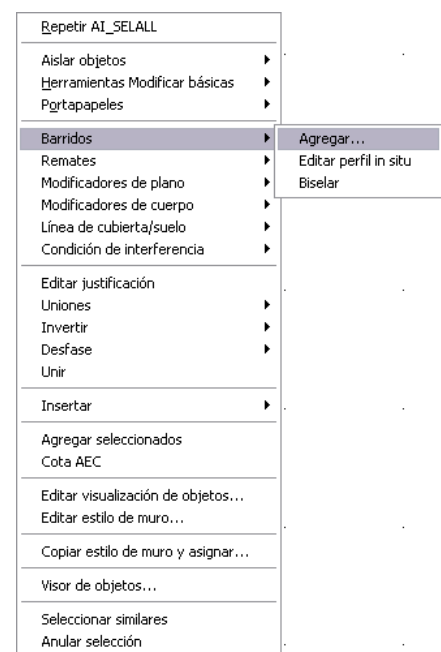 Repetir AI_SELALL
Aislar objetos
Herramientas Modificar básicas
Portapapeles
Barridos
Agregar...
Remates
Editar perfil in situ
Modificadores de plano
Biselar
Modificadores de cuerpo
Línea de cubierta/suelo
Condición de interferencia
Editar justificación
Uniones
Invertir
Desfase
Unir
Insertar
Agregar seleccionados
Cota AEC
Editar visualización de objetos...
Editar estilo de muro...
Copiar estilo de muro y asignar...
Visor de objetos...
Seleccionar similares
Anular selección